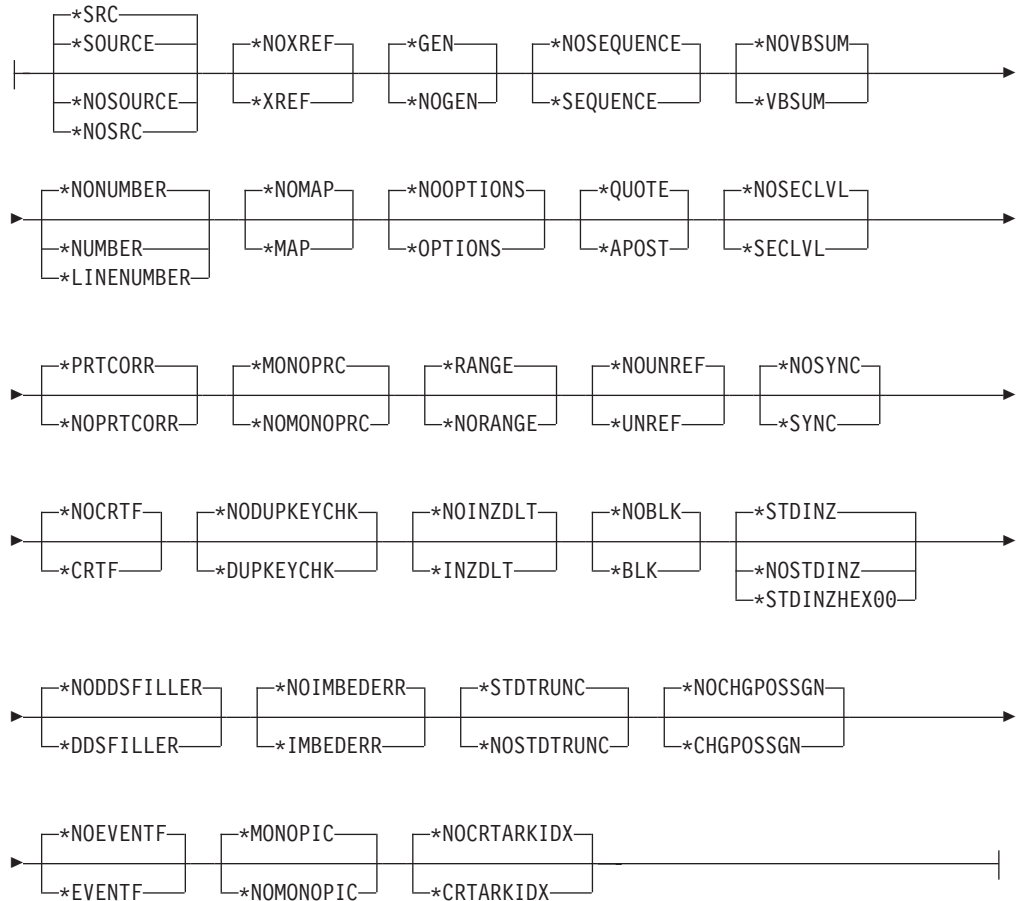 *SRC
*SOURCE *NOXREF *GEN *NOSEQUENCE *NOVBSUM
*NOSOURCE *XREF *NOGEN *SEQUENCE *VBSUM
*NOSRC
*NONUMBER *NOMAP *NOOPTIONS *QUOTE *NOSECLVL
*NUMBER *MAP *OPTIONS *APOST *SECLVL
*LINENUMBER
*PRTCORR *MONOPRC *RANGE *NOUNREF *NOSYNC
*NOPRTCORR *NOMONOPRC *NORANGE *UNREF *SYNC
*NOCRTF *NODUPKEYCHK *NOINZDLT *NOBLK *STDINZ
*CRTF *DUPKEYCHK *INZDLT *BLK *NOSTDINZ
*STDINZHEX00
*NODDSFILLER *NOIMBEDERR *STDTRUNC *NOCHGPOSSGN
*DDSFILLER *IMBEDERR *NOSTDTRUNC *CHGPOSSGN
*NOEVENTF *MONOPIC *NOCRTARKIDX
*EVENTF *NOMONOPIC *CRTARKIDX